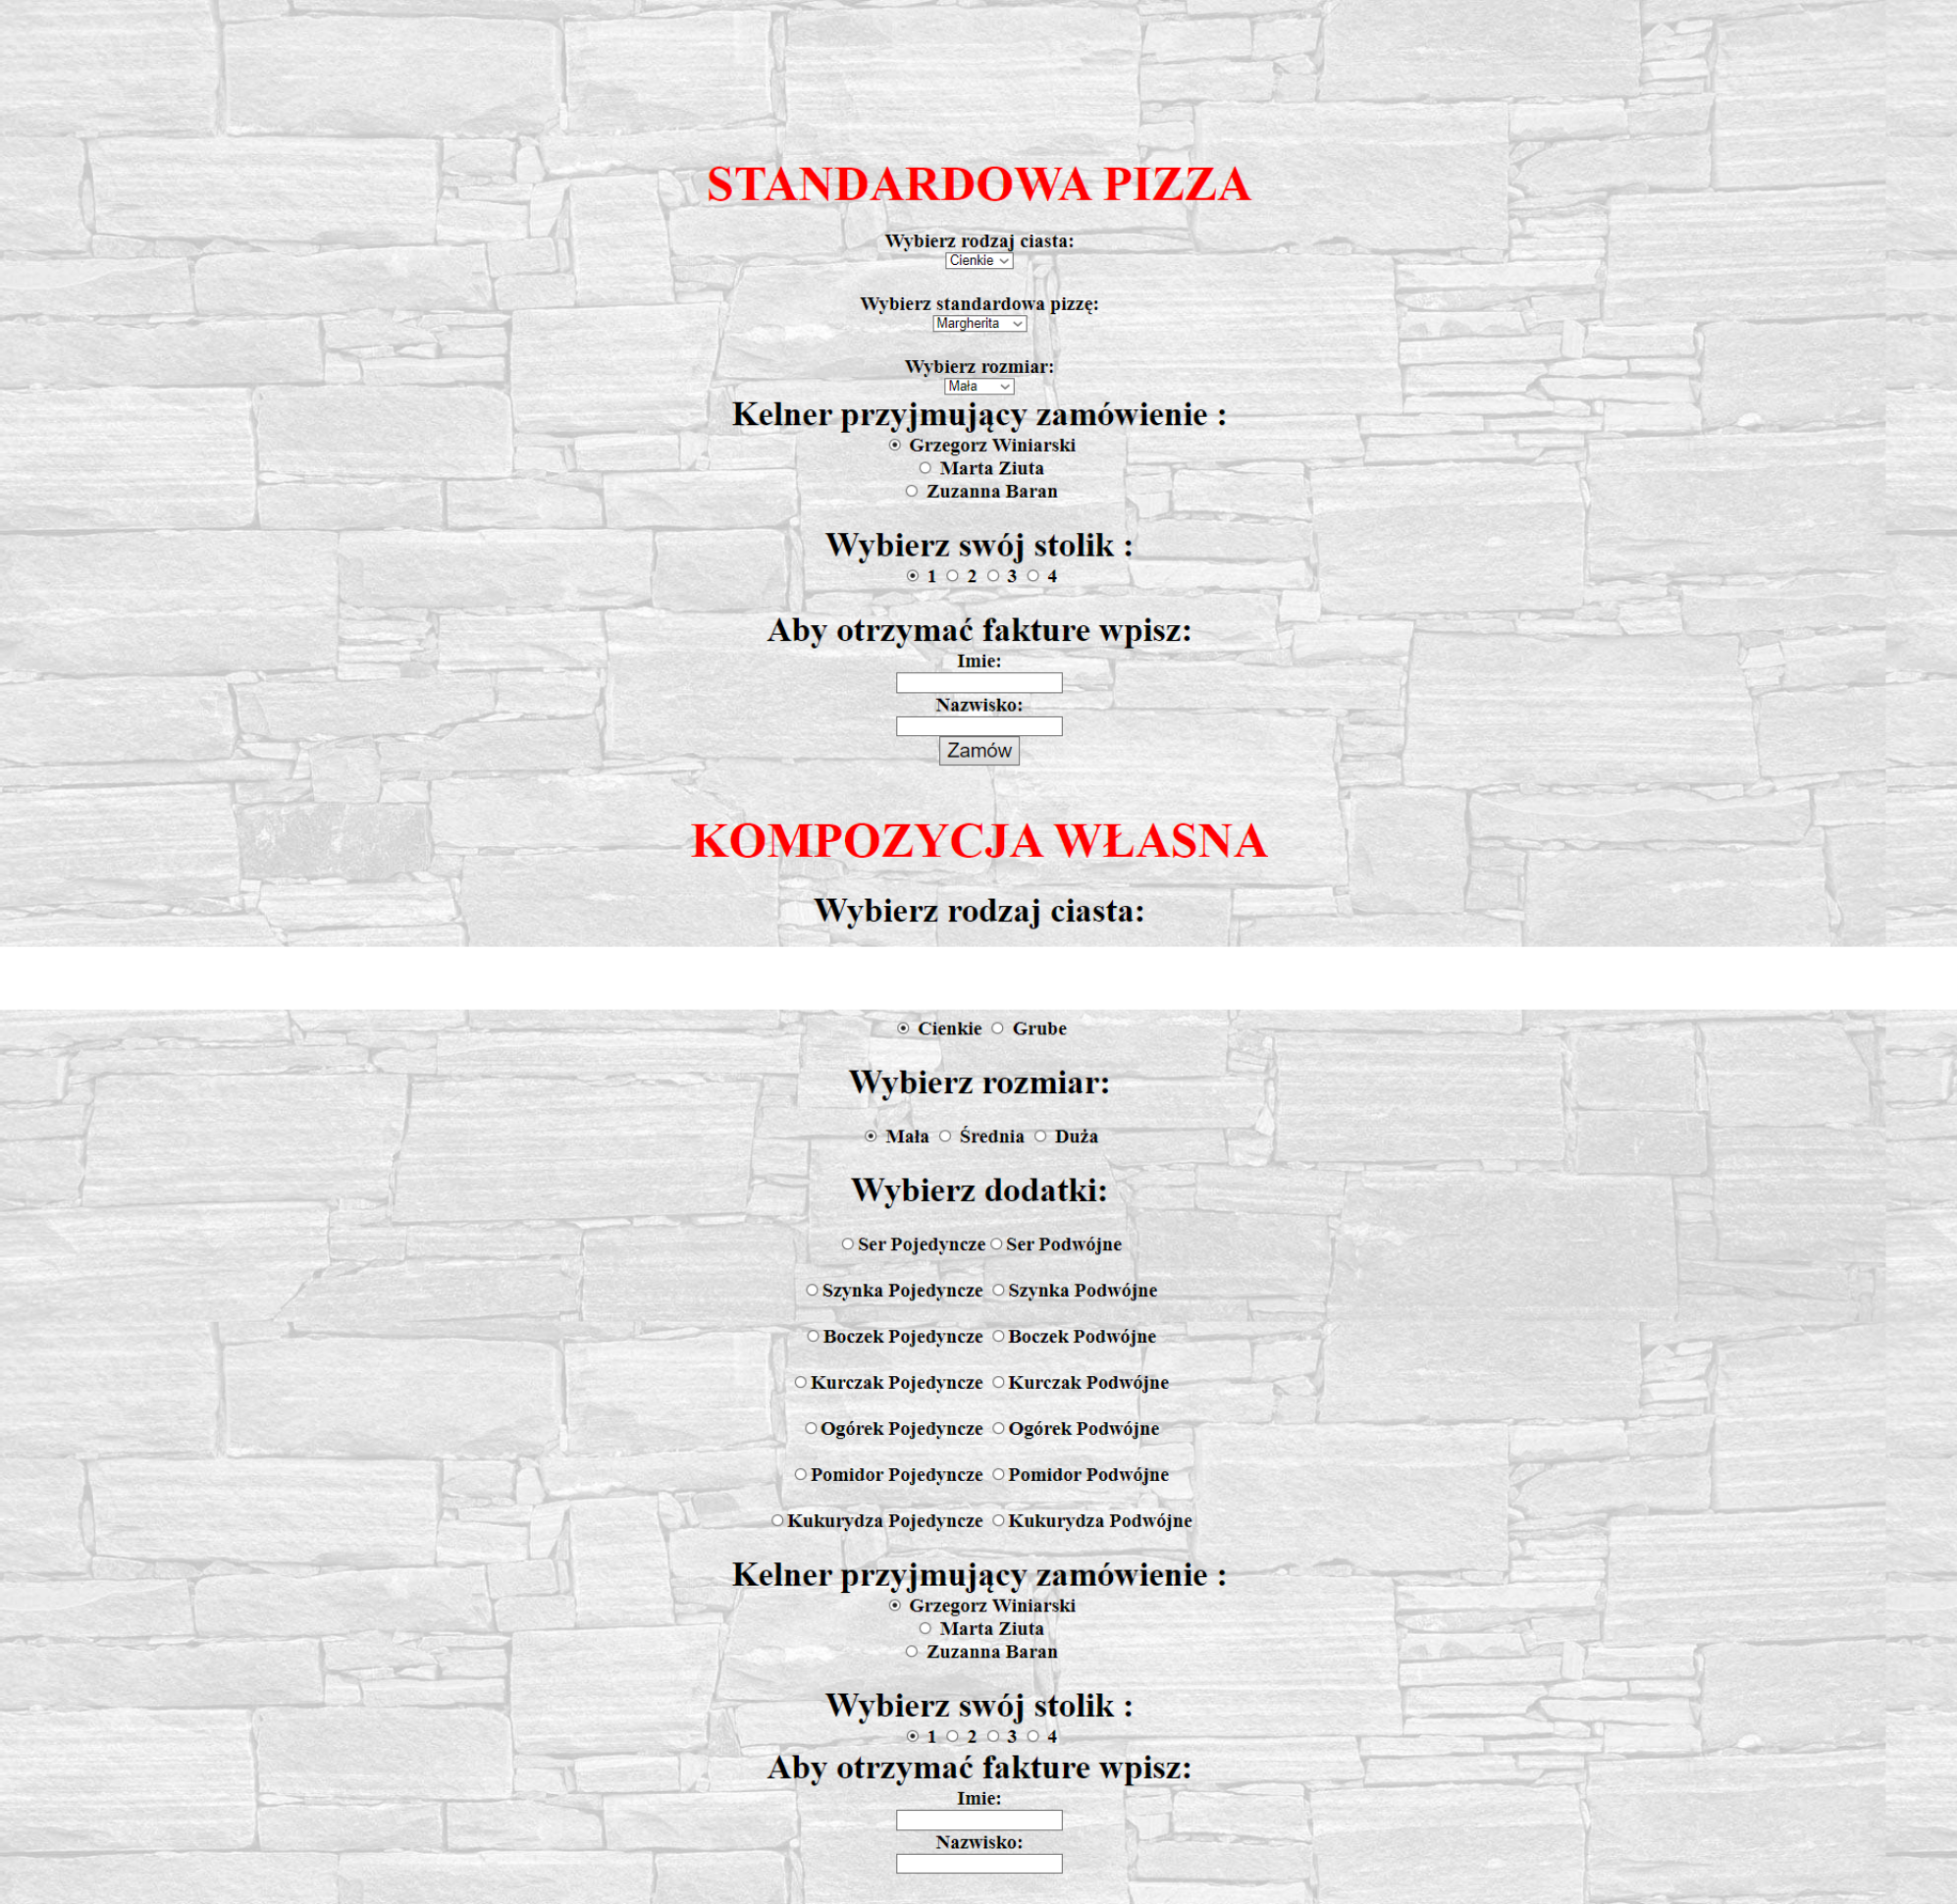 STANDARDOWA PIZZA
Wybierz rodzaj ciasta:
Cienkie
Wybierz standardowa pizzę:
Margherita
Wybierz rozmiar:
Mała
Kelner przyjmujący zamówienie :
Grzegorz Winiarski
Marta Ziuta
Zuzanna Baran
Wybierz swój stolik :
1 2 3 4
Aby otrzymać fakture wpisz:
Imie:
Nazwisko:
Zamów
KOMPOZYCJA WŁASNA
Wybierz rodzaj ciasta:
Cienkie Grube
Wybierz rozmiar:
Mała Średnia Duża
Wybierz dodatki:
Ser Pojedyncze Ser Podwójne
Szynka Pojedyncze Szynka Podwójne
Boczek Pojedyncze Boczek Podwójne
Kurczak Pojedyncze Kurczak Podwójne
Ogórek Pojedyncze Ogórek Podwójne
Pomidor Pojedyncze Pomidor Podwójne
Kukurydza Pojedyncze Kukurydza Podwójne
Kelner przyjmujący zamówienie :
Grzegorz Winiarski
Marta Ziuta
Zuzanna Baran
Wybierz swój stolik :
1 2 3 4
Aby otrzymać fakture wpisz:
Imie:
Nazwisko: